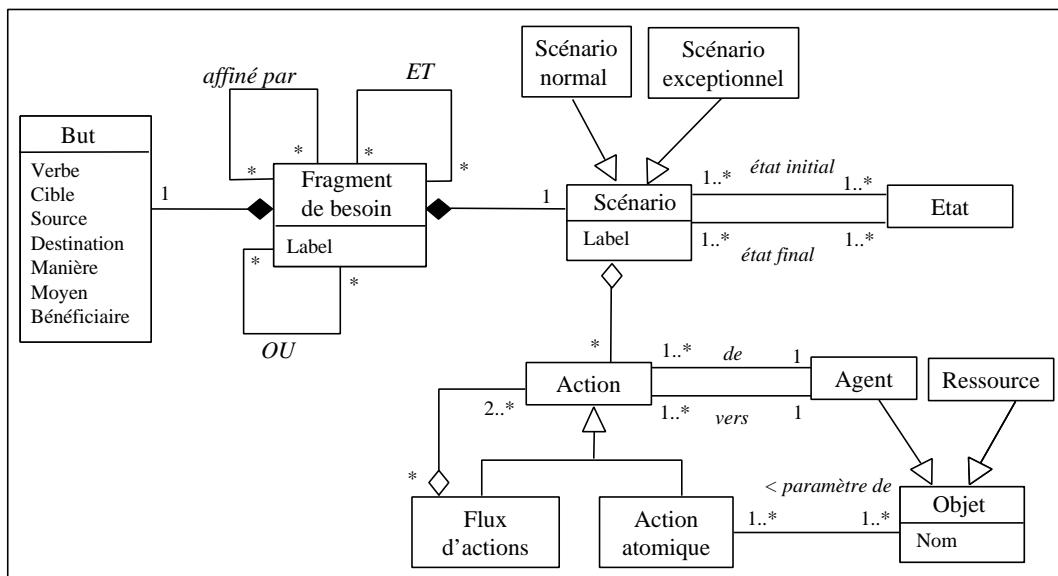 Scénario
normal
Scénario
exceptionnel
affiné par
ET
But
Verbe
Cible
Source
Destination
Manière
Moyen
Bénéficiaire
1
*
*
*
*
Fragment
de besoin
Label
*
*
OU
1
Scénario
Label
1..*
état initial
1..*
Etat
1..*
état final
1..*
*
Action
1..*
de
1
1..*
vers
1
Agent
Ressource
2..*
*
Flux
d'actions
Action
atomique
< paramètre de
1..*
1..*
Objet
Nom